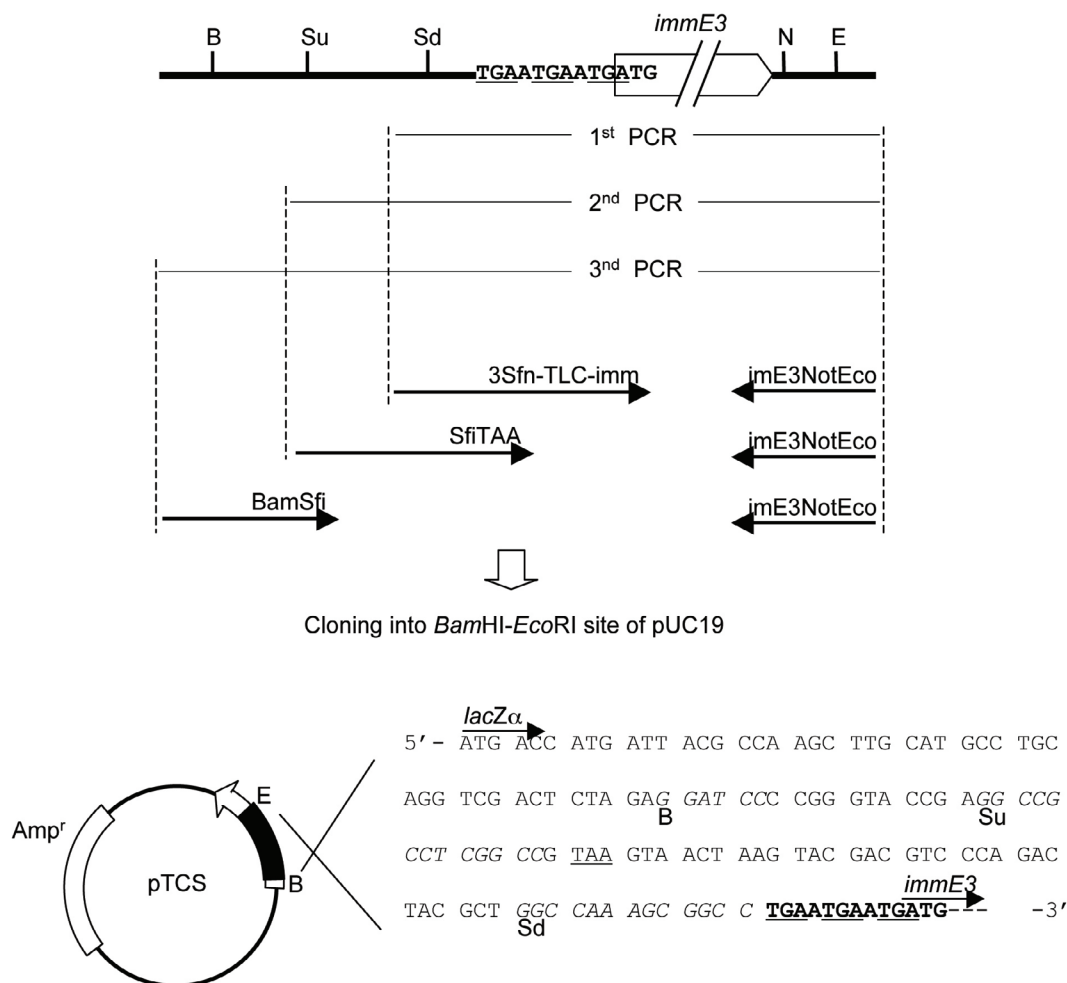 immE3
B Su Sd N E
TGAATGAATGATG
1st PCR
2nd PCR
3nd PCR
3Sfn-TLC-imm imE3NotEco
SfiTAA imE3NotEco
BamSfi imE3NotEco
Cloning into BamHI-EcoRI site of pUC19
lacZα
5’- ATG ACC ATG ATT ACG CCA AGC TTG CAT GCC TGC
AGG TCG ACT CTA GAG GAT CCC CGG GTA CCG AGG CCG
B Su
CCT CGG CCG TAA GTA ACT AAG TAC GAC GTC CCA GAC
immE3
TAC GCT GGC CAA AGC GGC C TGAATGAATGATG--- -3’
Sd
E
Ampr
pTCS
B